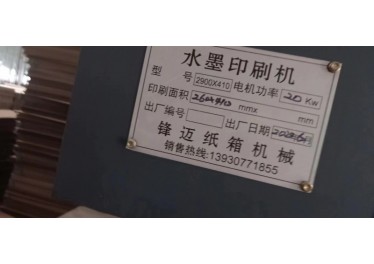 水墨印刷机
型 号 2900X410 电机功率 20 Kw
印刷面积 mmx mm
出厂编号 出厂日期
锋迈纸箱机械
销售热线:13930771855